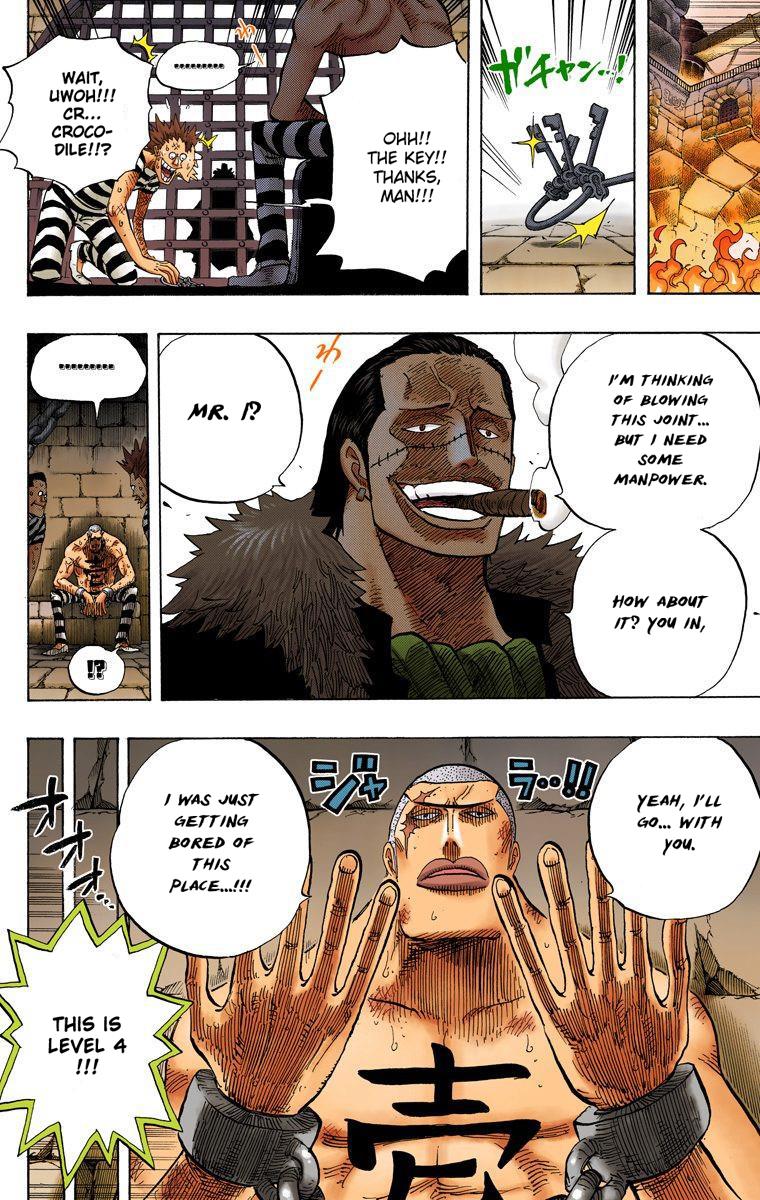 ガチャン…!
OHH!!
THE KEY!!
THANKS,
MAN!!!
WAIT,
UWOH!!!
CR...
CROCO-
DILE!!?
I'M THINKING
OF BLOWING
THIS JOINT...
BUT I NEED
SOME
MANPOWER.
HOW ABOUT
IT? YOU IN,
MR. 1?
!?
YEAH, I'LL
GO... WITH
YOU.
ジャラ…!!
I WAS JUST
GETTING
BORED OF
THIS
PLACE...!!!
オオォ…
THIS IS
LEVEL 4
!!!
壱